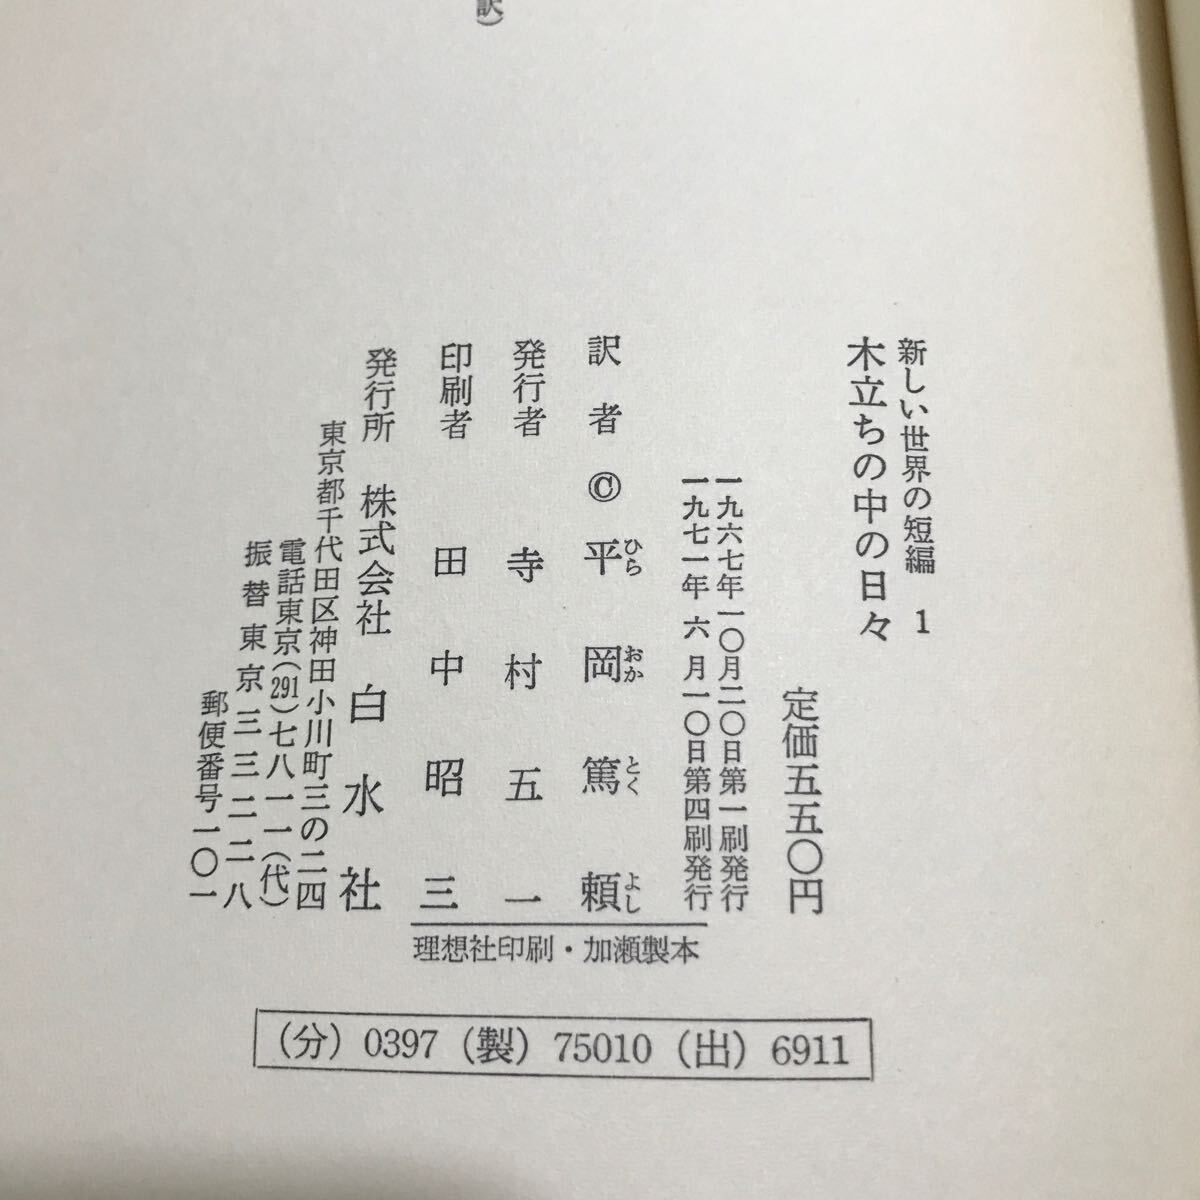 新しい世界の短編 1
木立ちの中の日々
定価五五〇円
一九六七年一〇月二〇日第一刷発行
一九七一年六月一〇日第四刷発行
訳者©平岡篤頼
ひらおかとくよし
発行者 寺村五一
印刷者 田中昭三
発行所 株式会社 白水社
東京都千代田区神田小川町三の二四
電話東京(291)七八一一(代)
振替東京三三二二八
郵便番号一〇一
訳)
理想社印刷・加瀬製本
(分) 0397 (製) 75010 (出) 6911